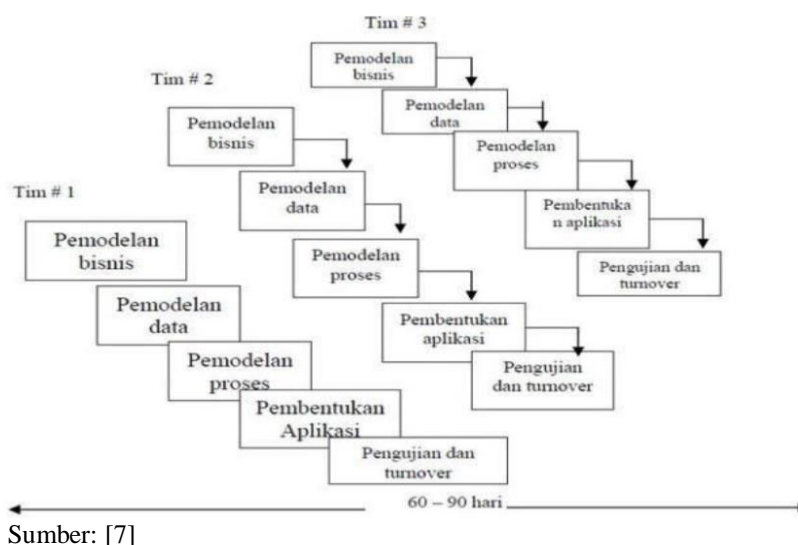 Tim # 3
Pemodelan
bisnis
Pemodelan
data
Pemodelan
proses
Pembentuka
n aplikasi
Pengujian dan
turnover
Tim # 2
Pemodelan
bisnis
Pemodelan
data
Pemodelan
proses
Pembentukan
aplikasi
Pengujian
dan turnover
Tim # 1
Pemodelan
bisnis
Pemodelan
data
Pemodelan
proses
Pembentukan
Aplikasi
Pengujian dan
turnover
60 – 90 hari
Sumber: [7]